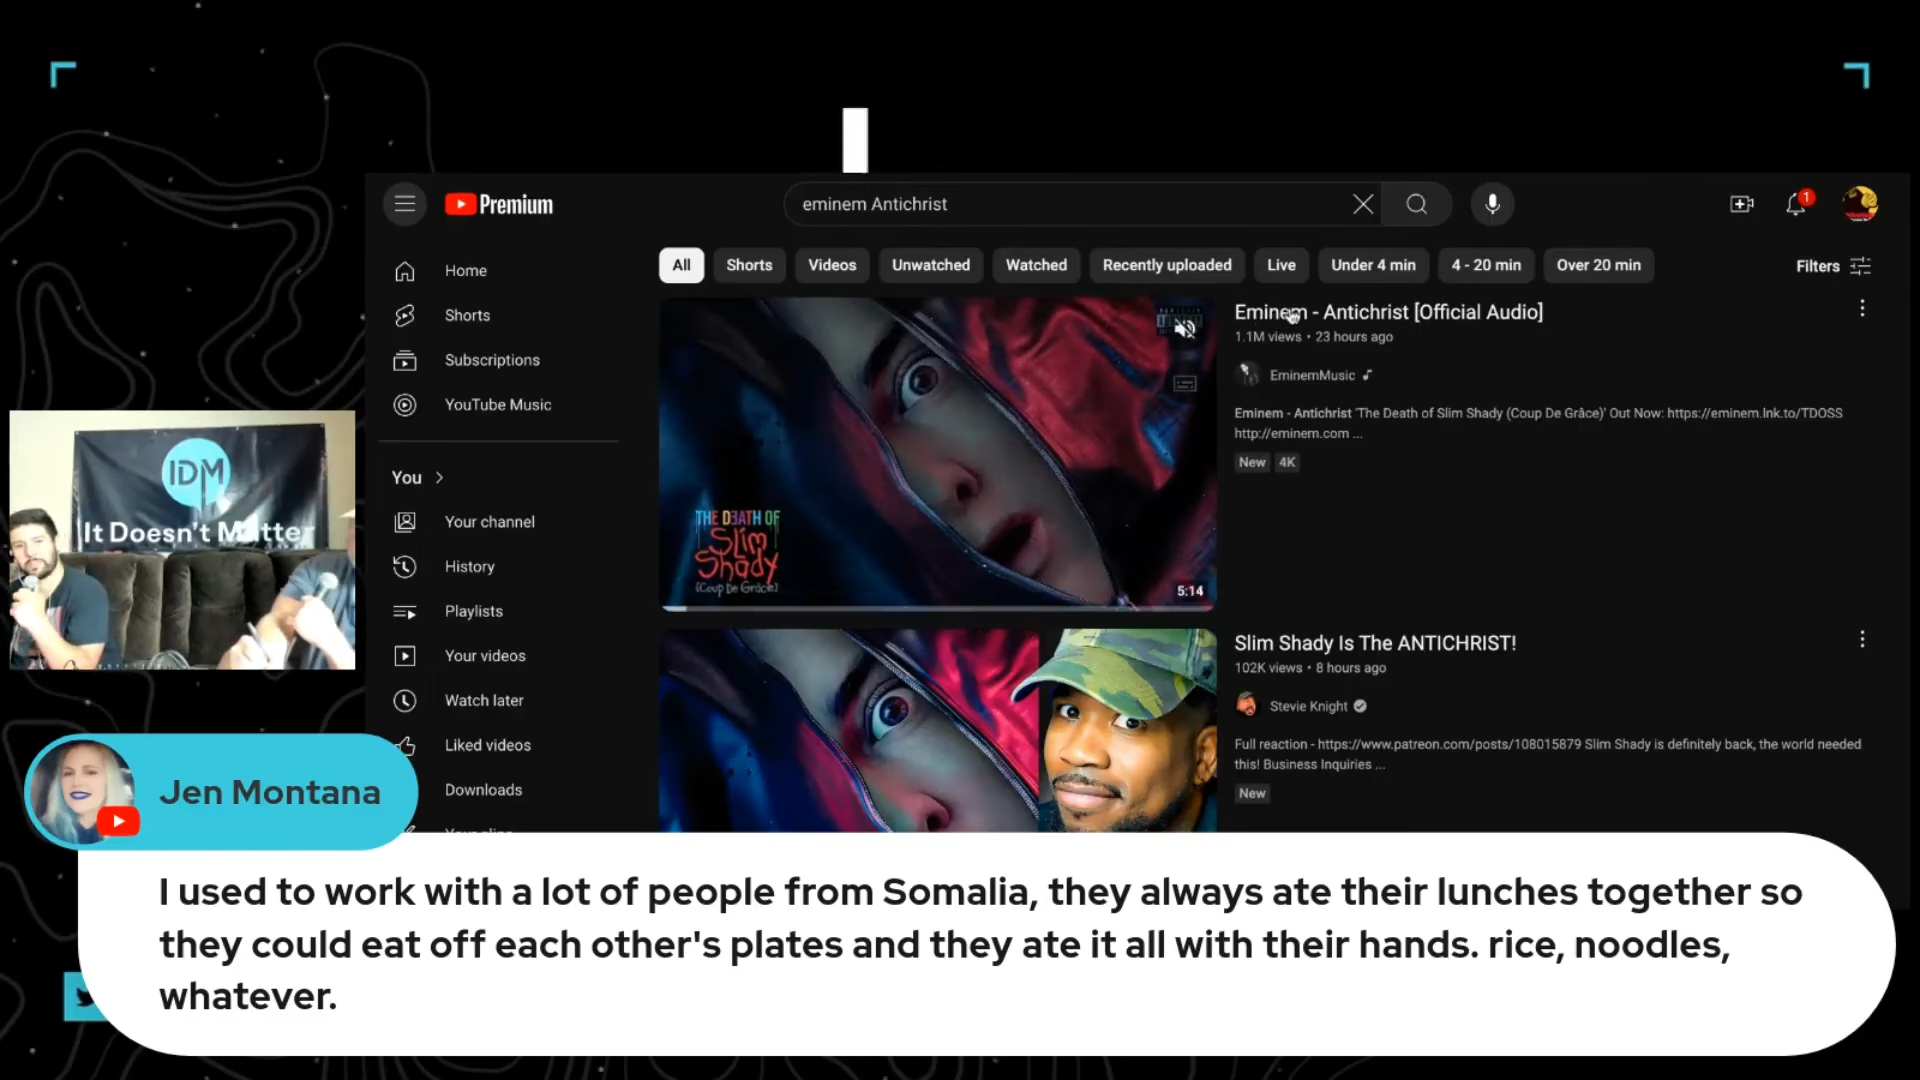 Premium
eminem Antichrist
1
All
Shorts
Videos
Unwatched
Watched
Recently uploaded
Live
Under 4 min
4 - 20 min
Over 20 min
Filters
Home
Shorts
Subscriptions
YouTube Music
You
Your channel
History
Playlists
Your videos
Watch later
Liked videos
Downloads
IDM
It Doesn't Matter
THE D3ATH OF
Slim
Shady
(Coup De Grâce)
5:14
Eminem - Antichrist [Official Audio]
1.1M views • 23 hours ago
EminemMusic
Eminem - Antichrist 'The Death of Slim Shady (Coup De Grâce)' Out Now: https://eminem.lnk.to/TDOSS
http://eminem.com ...
New
4K
Slim Shady Is The ANTICHRIST!
102K views • 8 hours ago
Stevie Knight
Full reaction - https://www.patreon.com/posts/108015879 Slim Shady is definitely back, the world needed
this! Business Inquiries ...
New
Jen Montana
I used to work with a lot of people from Somalia, they always ate their lunches together so
they could eat off each other's plates and they ate it all with their hands. rice, noodles,
whatever.